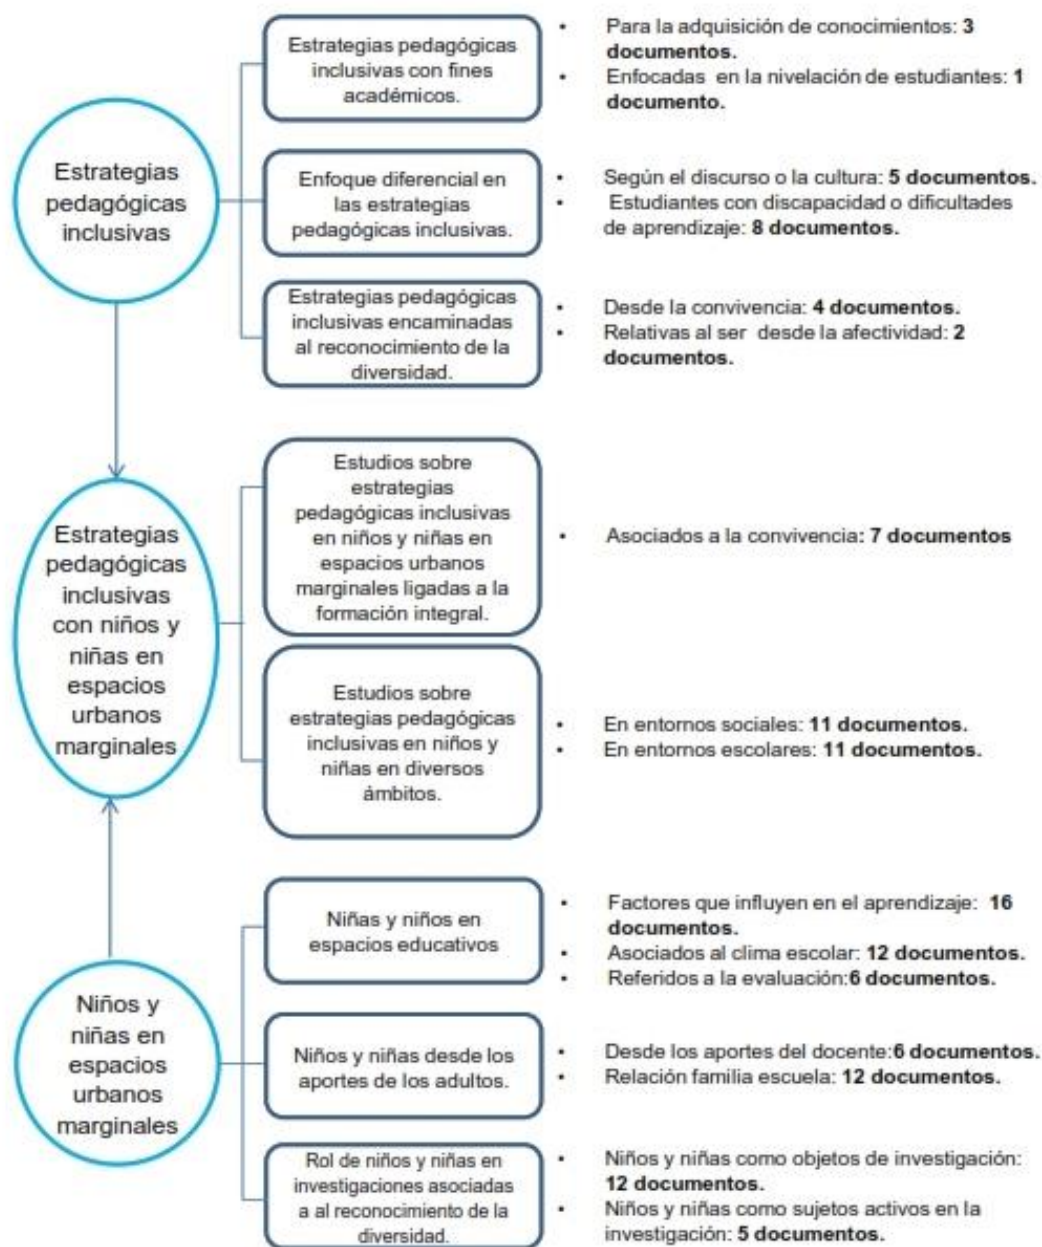 Estrategias
pedagógicas
inclusivas
Estrategias pedagógicas
inclusivas con fines
académicos.
• Para la adquisición de conocimientos: 3
documentos.
• Enfocadas en la nivelación de estudiantes: 1
documento.
Enfoque diferencial en
las estrategias
pedagógicas inclusivas.
• Según el discurso o la cultura: 5 documentos.
• Estudiantes con discapacidad o dificultades
de aprendizaje: 8 documentos.
Estrategias pedagógicas
inclusivas encaminadas
al reconocimiento de la
diversidad.
• Desde la convivencia: 4 documentos.
• Relativas al ser desde la afectividad: 2
documentos.
Estrategias
pedagógicas
inclusivas
con niños y
niñas en
espacios
urbanos
marginales
Estudios sobre
estrategias
pedagógicas inclusivas
en niños y niñas en
espacios urbanos
marginales ligadas a la
formación integral.
• Asociados a la convivencia: 7 documentos
Estudios sobre
estrategias pedagógicas
inclusivas en niños y
niñas en diversos
ámbitos.
• En entornos sociales: 11 documentos.
• En entornos escolares: 11 documentos.
Niños y
niñas en
espacios
urbanos
marginales
Niñas y niños en
espacios educativos
• Factores que influyen en el aprendizaje: 16
documentos.
• Asociados al clima escolar: 12 documentos.
• Referidos a la evaluación:6 documentos.
Niños y niñas desde los
aportes de los adultos.
• Desde los aportes del docente:6 documentos.
• Relación familia escuela: 12 documentos.
Rol de niños y niñas en
investigaciones asociadas
a al reconocimiento de la
diversidad.
• Niños y niñas como objetos de investigación:
12 documentos.
• Niños y niñas como sujetos activos en la
investigación: 5 documentos.